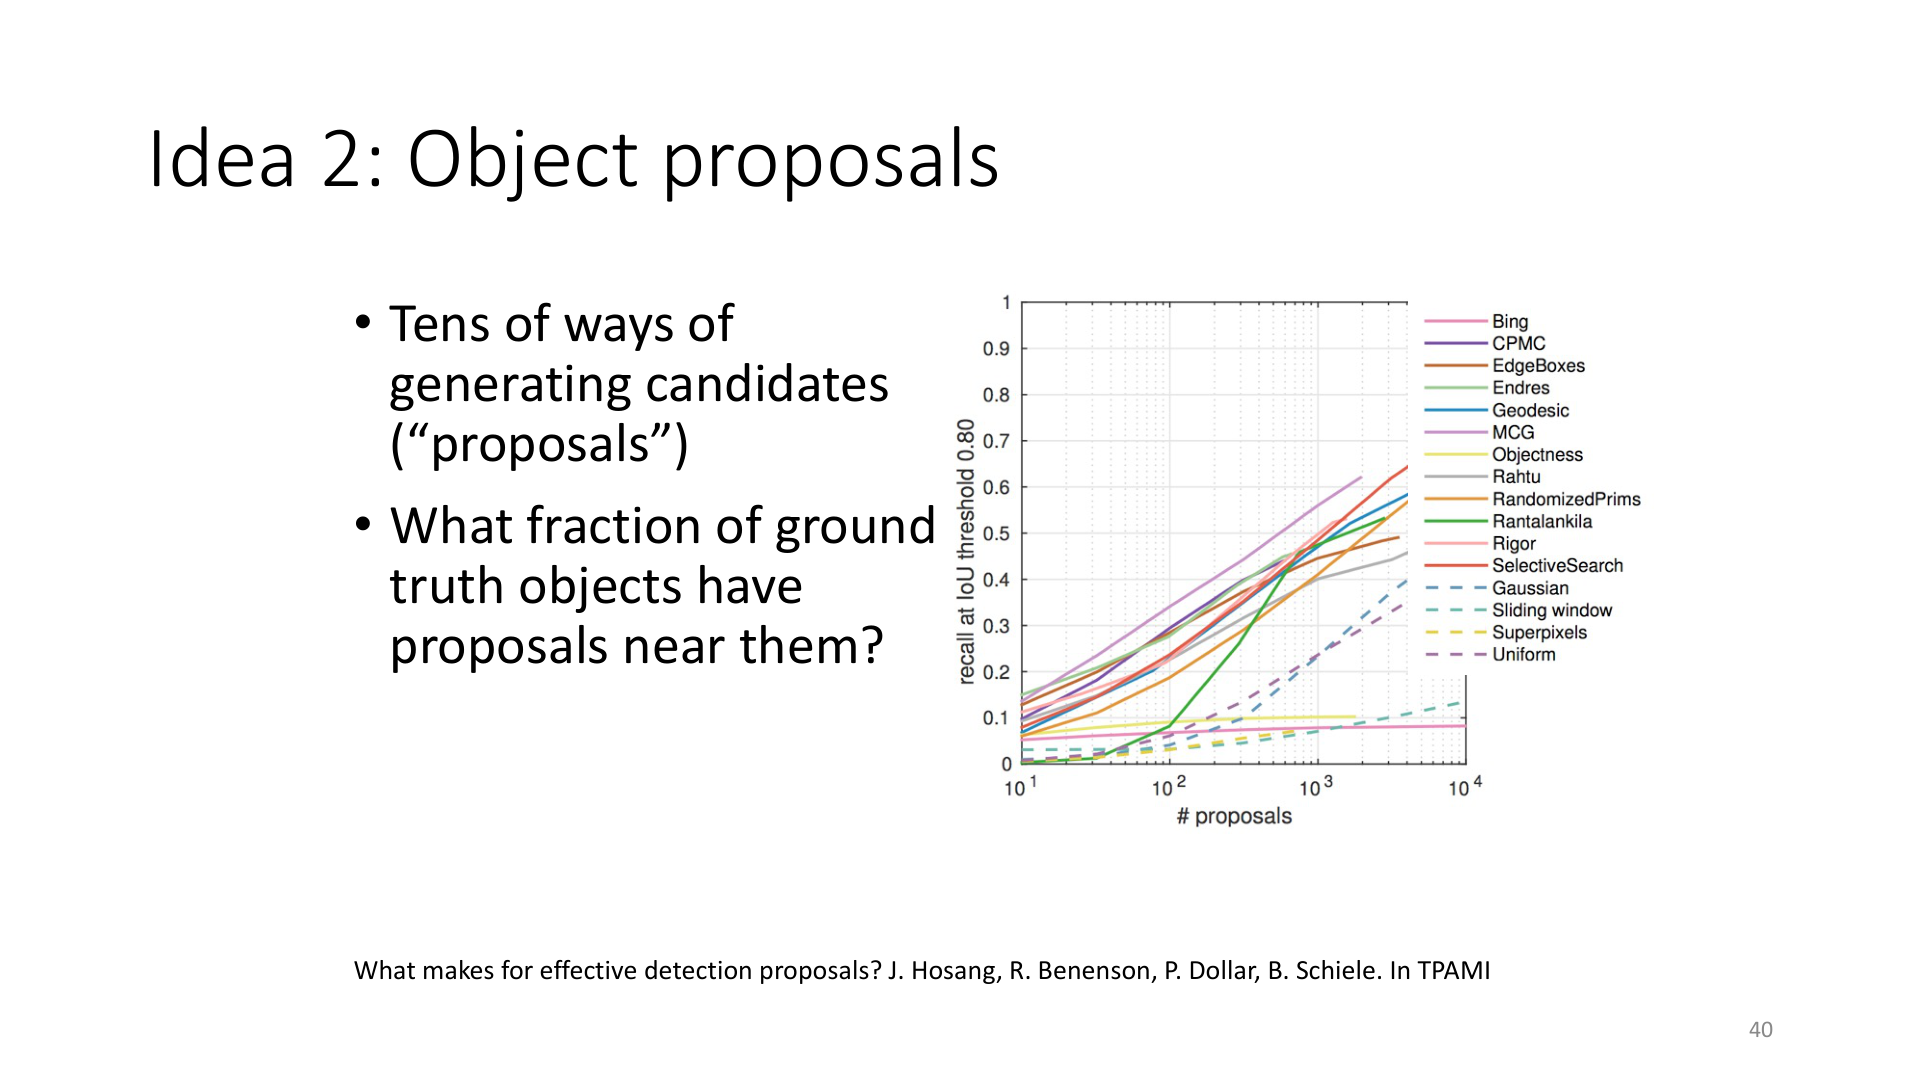 Idea 2: Object proposals
• Tens of ways of
generating candidates
(“proposals”)
• What fraction of ground
truth objects have
proposals near them?
recall at IoU threshold 0.80
1
0.9
0.8
0.7
0.6
0.5
0.4
0.3
0.2
0.1
0
10 1
10 2
10 3
10 4
# proposals
Bing
CPMC
EdgeBoxes
Endres
Geodesic
MCG
Objectness
Rahtu
RandomizedPrims
Rantalankila
Rigor
SelectiveSearch
Gaussian
Sliding window
Superpixels
Uniform
What makes for effective detection proposals? J. Hosang, R. Benenson, P. Dollar, B. Schiele. In TPAMI
40